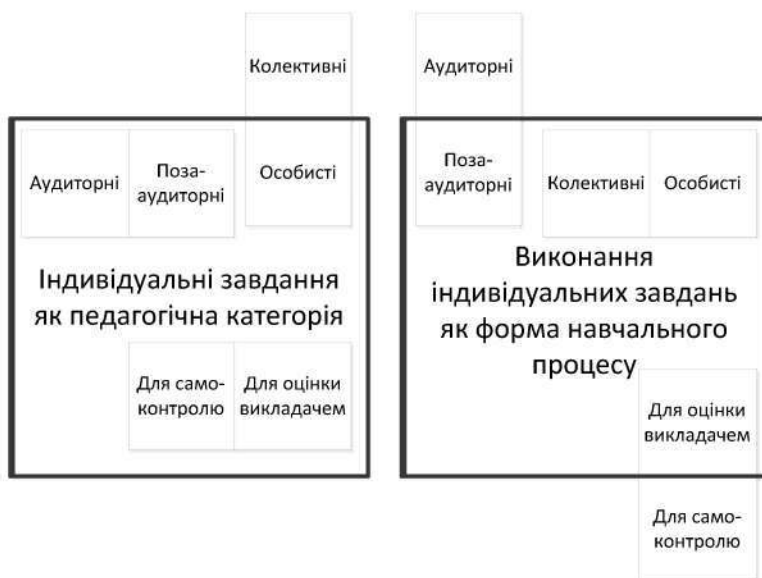 Колективні
Аудиторні
Аудиторні
Поза-
аудиторні
Особисті
Індивідуальні завдання
як педагогічна категорія
Для само-
контролю
Для оцінки
викладачем
Поза-
аудиторні
Колективні
Особисті
Виконання
індивідуальних завдань
як форма навчального
процесу
Для оцінки
викладачем
Для само-
контролю